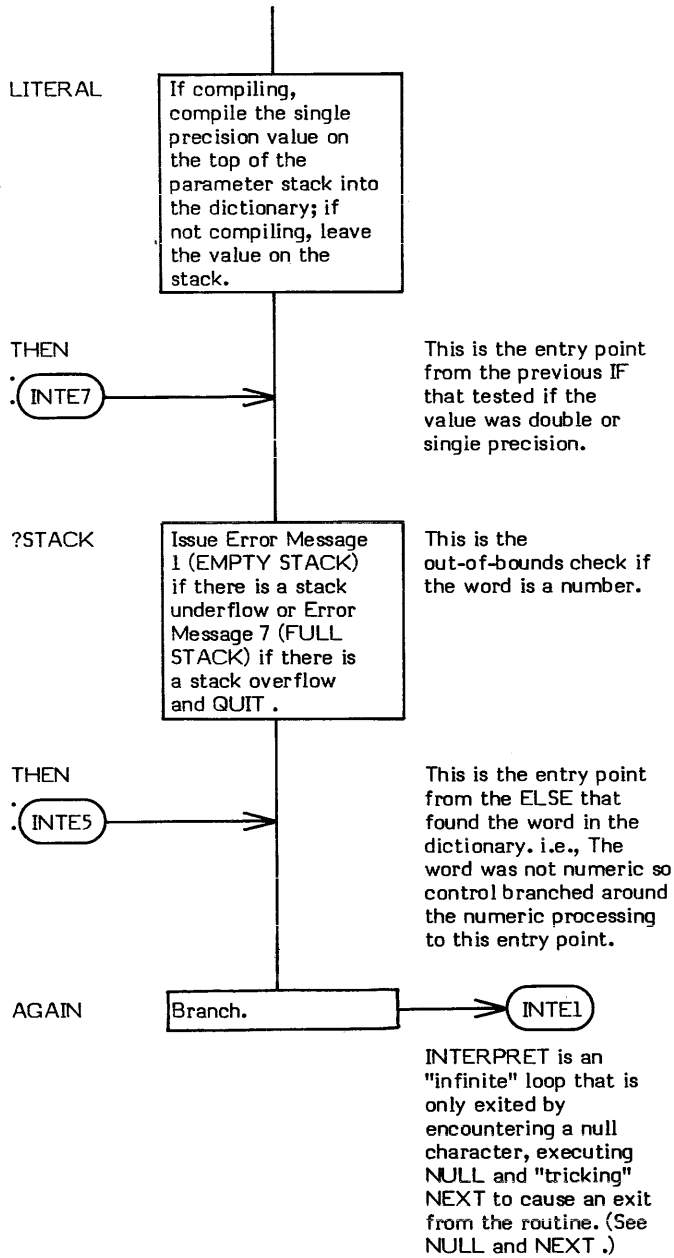 LITERAL
If compiling,
compile the single
precision value on
the top of the
parameter stack into
the dictionary; if
not compiling, leave
the value on the
stack.
THEN
:
INTE7
This is the entry point
from the previous IF
that tested if the
value was double or
single precision.
?STACK
Issue Error Message
1 (EMPTY STACK)
if there is a stack
underflow or Error
Message 7 (FULL
STACK) if there is
a stack overflow
and QUIT .
This is the
out-of-bounds check if
the word is a number.
THEN
:
INTE5
This is the entry point
from the ELSE that
found the word in the
dictionary. i.e., The
word was not numeric so
control branched around
the numeric processing
to this entry point.
AGAIN
Branch.
INTE1
INTERPRET is an
"infinite" loop that is
only exited by
encountering a null
character, executing
NULL and "tricking"
NEXT to cause an exit
from the routine. (See
NULL and NEXT .)